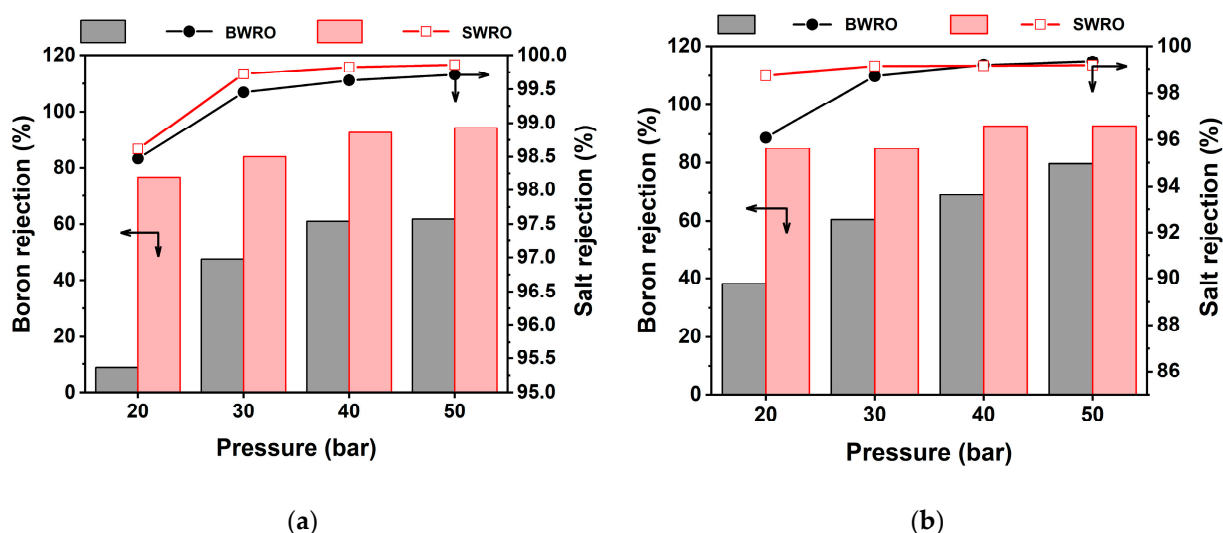 BWRO SWRO
Boron rejection (%)
120
100
80
60
40
20
0
100.0
99.5
99.0
98.5
98.0
97.5
97.0
96.5
96.0
95.5
95.0
Salt rejection (%)
20 30 40 50
Pressure (bar)
(a)
BWRO SWRO
Boron rejection (%)
120
100
80
60
40
20
0
100
98
96
94
92
90
88
86
Salt rejection (%)
20 30 40 50
Pressure (bar)
(b)